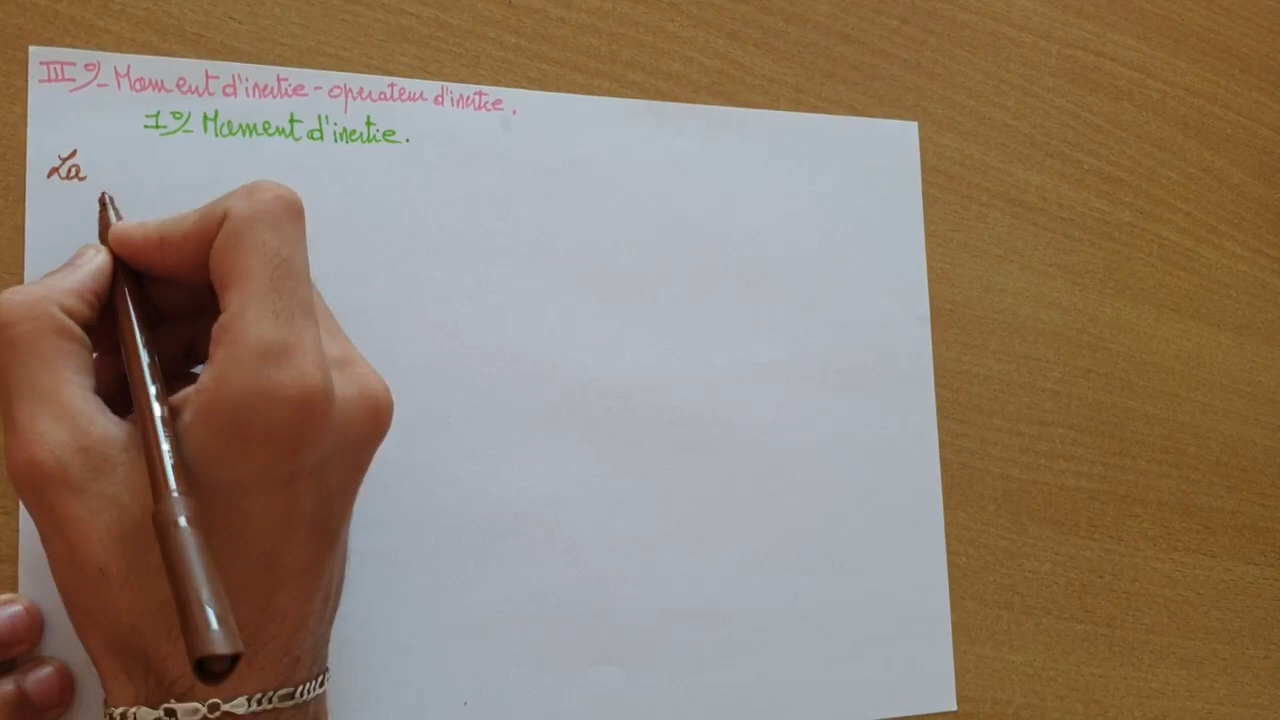 III°/- Moment d'inertie - operateur d'inertie.
1°/- Moment d'inertie.
La